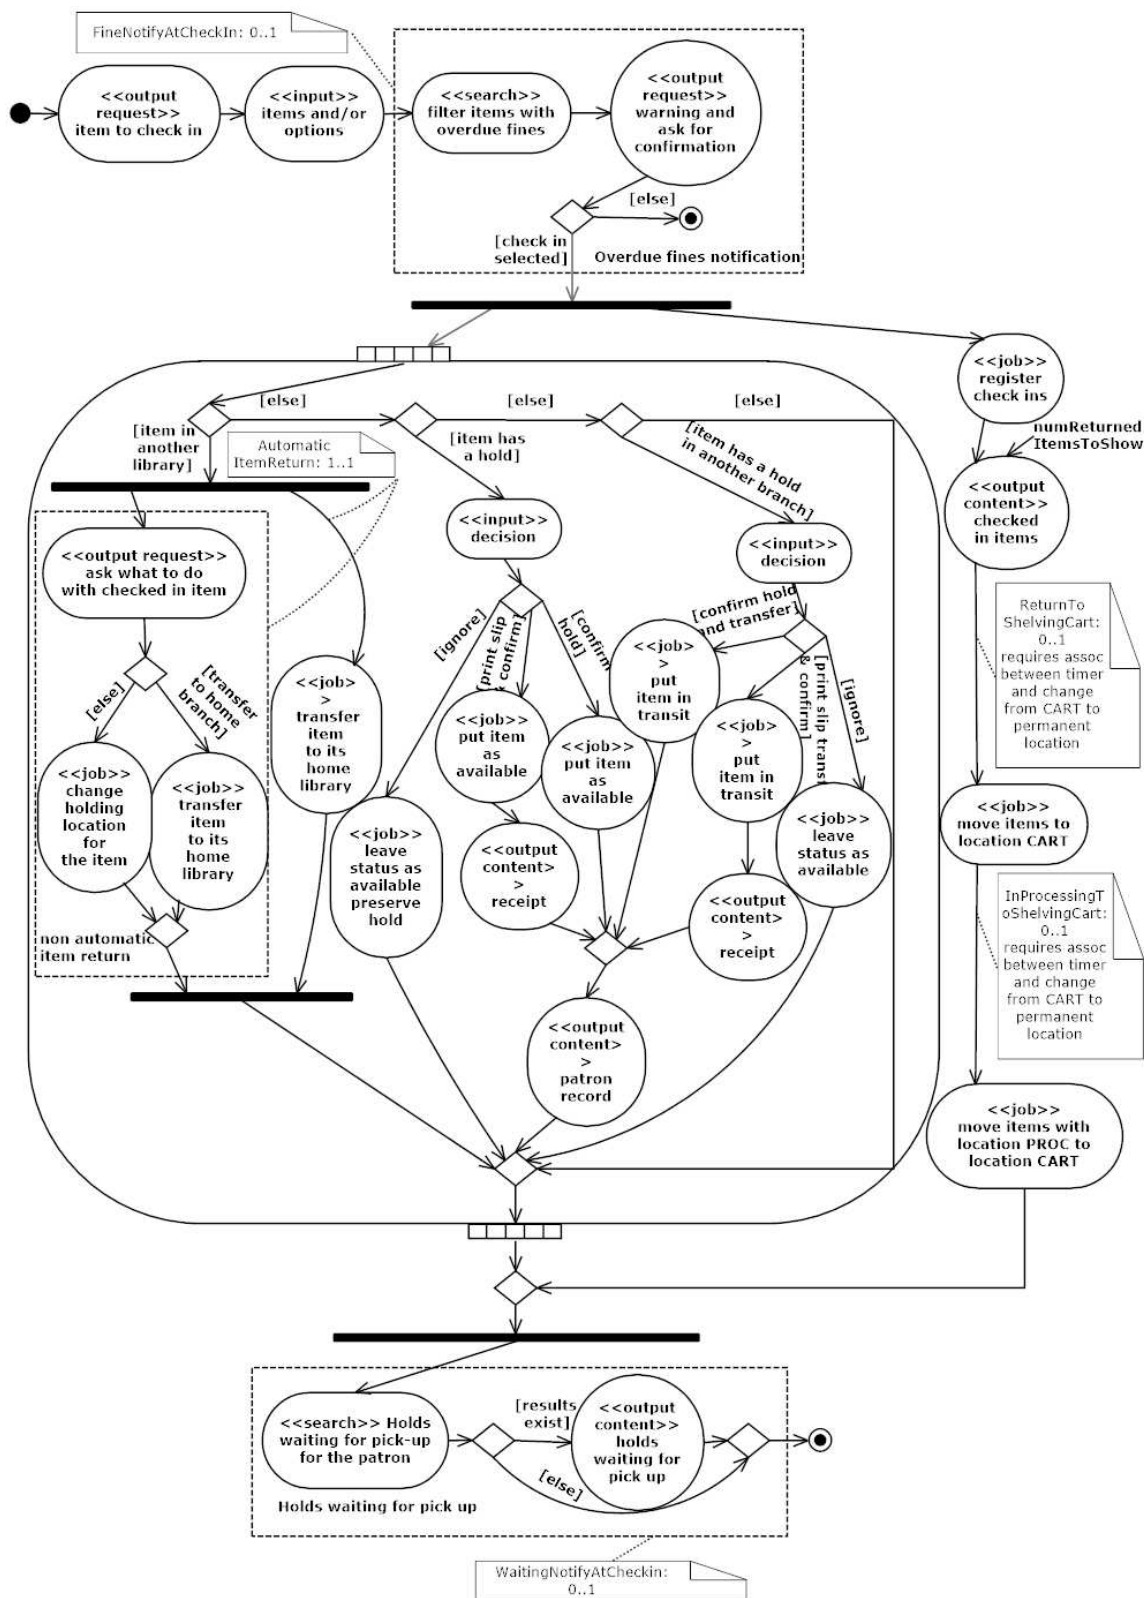 FineNotifyAtCheckIn: 0..1
<<output
request>>
item to check in
<<input>>
items and/or
options
<<search>>
filter items with
overdue fines
<<output
request>>
warning and
ask for
confirmation
[else]
[check in
selected]
Overdue fines notification
<<job>>
register
check ins
numReturned
ItemsToShow
<<output
content>>
checked
in items
[else]
[else]
[else]
[item in
another
library]
Automatic
ItemReturn: 1..1
[item has
a hold]
[item has a hold
in another branch]
<<output request>>
ask what to do
with checked in item
<<input>>
decision
<<input>>
decision
[else]
[transfer
to home
branch]
<<job>>
change
holding
location
for
the item
<<job>>
transfer
item
to its
home
library
non automatic
item return
<<job>
>
transfer
item
to its
home
library
[ignore]
[print slip
& confirm]
[confirm
hold]
<<job>>
leave
status as
available
preserve
hold
<<job>>
put item
as
available
<<job>>
put item
as
available
<<output
content>
>
receipt
[confirm hold
and transfer]
[print slip transit
& confirm]
[ignore]
<<job>
>
put
item in
transit
<<job>
>
put
item in
transit
<<job>>
leave
status as
available
<<output
content>
>
receipt
<<output
content>
>
patron
record
ReturnTo
ShelvingCart:
0..1
requires assoc
between timer
and change
from CART to
permanent
location
<<job>>
move items to
location CART
InProcessingT
oShelvingCart:
0..1
requires assoc
between timer
and change
from CART to
permanent
location
<<job>>
move items with
location PROC to
location CART
<<search>> Holds
waiting for pick-up
for the patron
[results
exist]
[else]
<<output
content>>
holds
waiting for
pick up
Holds waiting for pick up
WaitingNotifyAtCheckin:
0..1